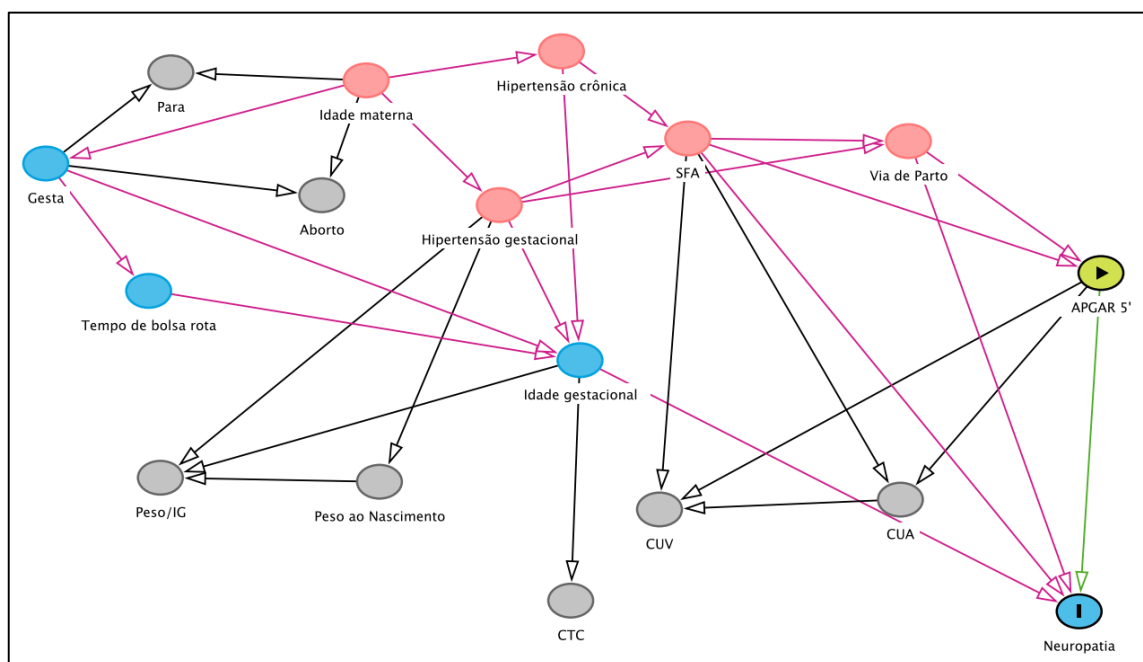 Hipertensão crônica
Para
Idade materna
SFA
Via de Parto
Gesta
Aborto
Hipertensão gestacional
APGAR 5'
Tempo de bolsa rota
Idade gestacional
Peso/IG
Peso ao Nascimento
CUV
CUA
CTC
Neuropatia